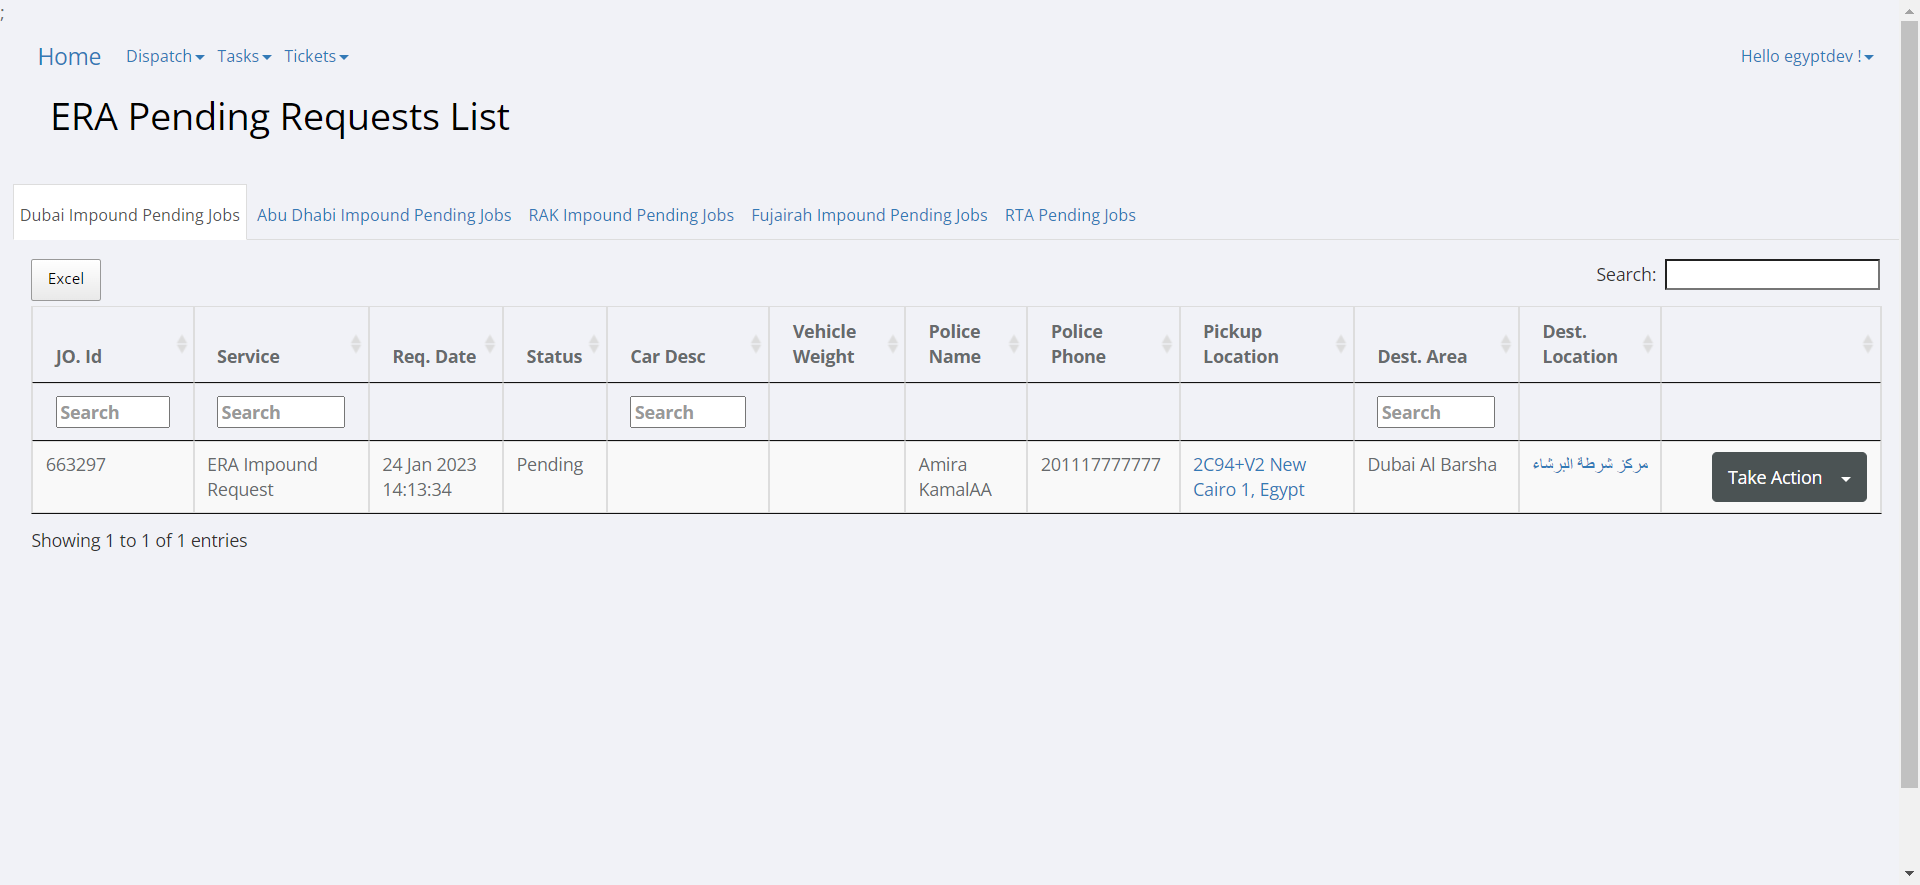 ;
Home Dispatch Tasks Tickets Hello egyptdev !
ERA Pending Requests List
Dubai Impound Pending Jobs Abu Dhabi Impound Pending Jobs RAK Impound Pending Jobs Fujairah Impound Pending Jobs RTA Pending Jobs
Excel Search:
JO. Id Service Req. Date Status Car Desc Vehicle Weight Police Name Police Phone Pickup Location Dest. Area Dest. Location
Search Search Search Search
663297 ERA Impound Request 24 Jan 2023 14:13:34 Pending Amira KamalAA 201117777777 2C94+V2 New Cairo 1, Egypt Dubai Al Barsha مركز شرطة البرشاء Take Action
Showing 1 to 1 of 1 entries